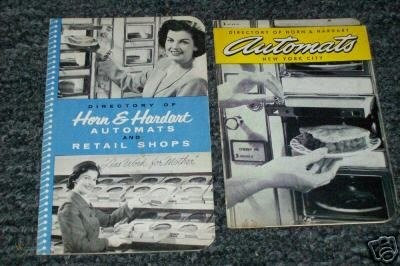 DIRECTORY OF
Horn & Hardart
AUTOMATS
AND
RETAIL SHOPS
"Less Work for Mother"
DIRECTORY OF HORN & HARDART
Automats
NEW YORK CITY